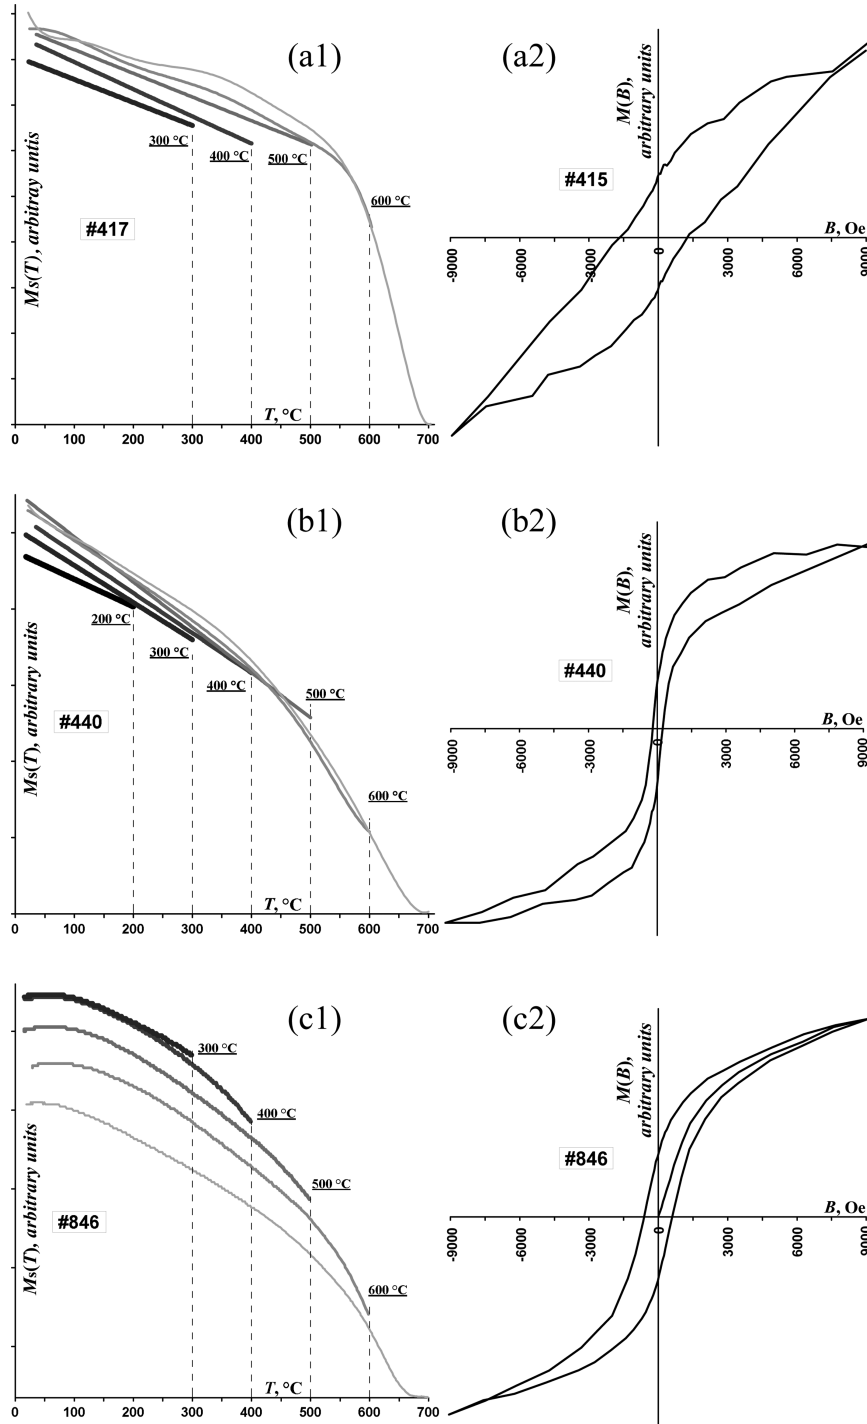 (a1)
Ms(T), arbitray untis
#417
300 °C
400 °C
500 °C
600 °C
T, °C
0 100 200 300 400 500 600 700
(a2)
M(B),
arbitrary units
#415
B, Oe
-9000 -6000 -3000 0 3000 6000 9000
(b1)
Ms(T), arbitrary units
#440
200 °C
300 °C
400 °C
500 °C
600 °C
T, °C
0 100 200 300 400 500 600 700
(b2)
M(B),
arbitrary units
#440
B, Oe
-9000 -6000 -3000 0 3000 6000 9000
(c1)
Ms(T), arbitrary units
#846
300 °C
400 °C
500 °C
600 °C
T, °C
0 100 200 300 400 500 600 700
(c2)
M(B),
arbitrary units
#846
B, Oe
-9000 -6000 -3000 0 3000 6000 9000